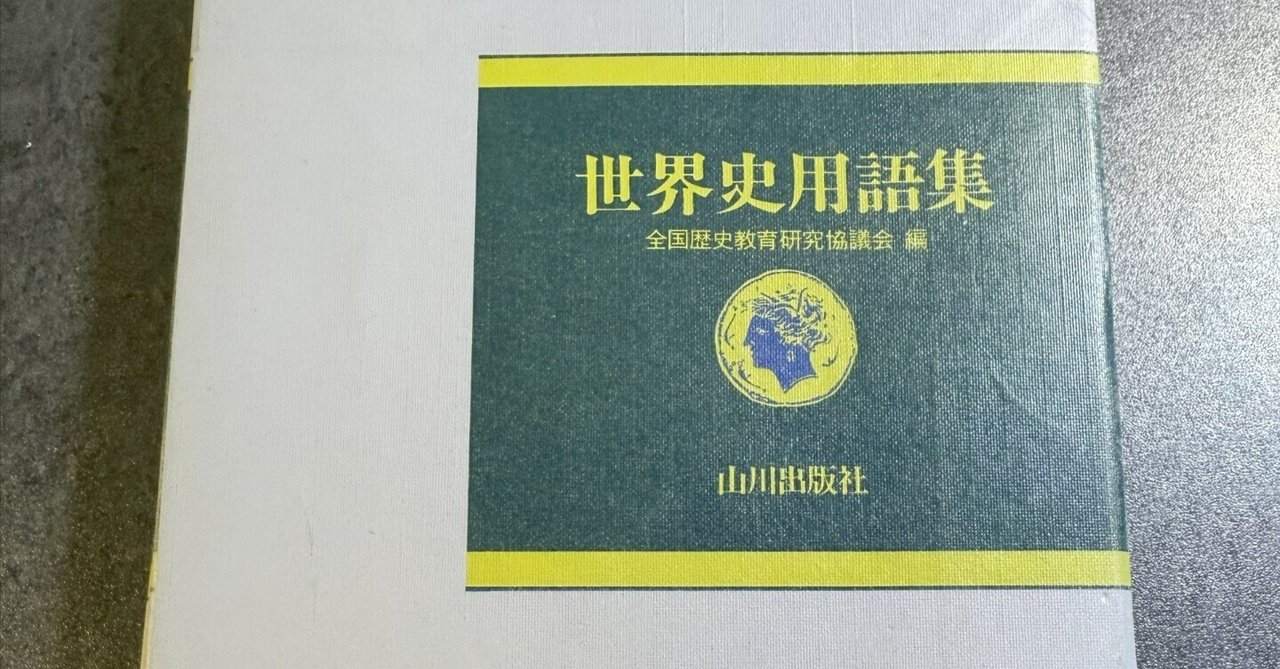 世界史用語集
全国歴史教育研究協議会 編
山川出版社